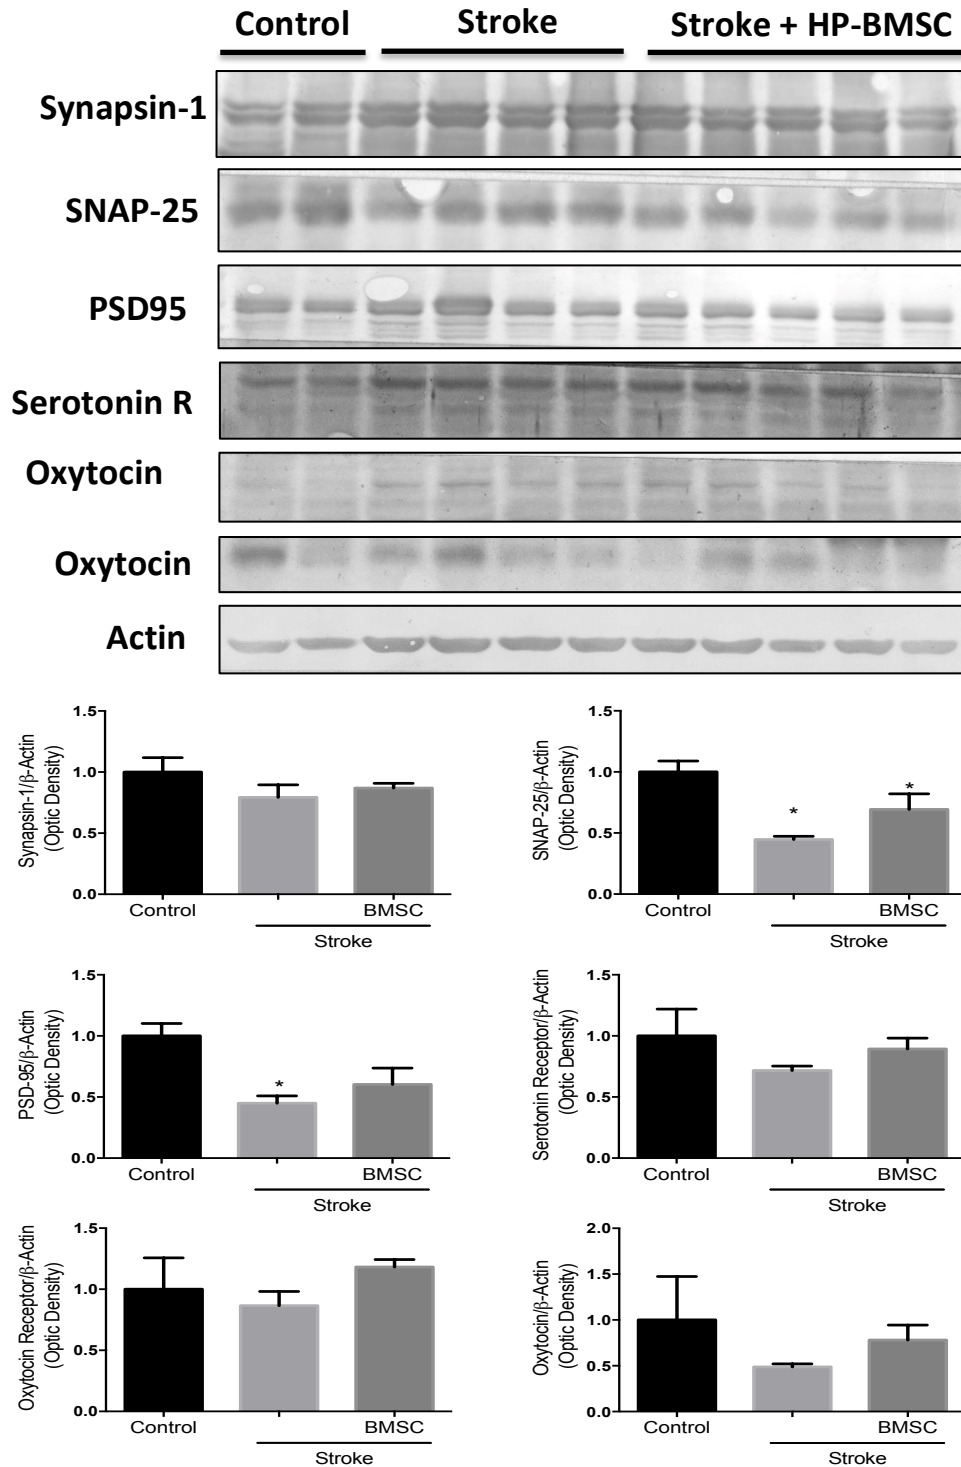 Control Stroke Stroke + HP-BMSC
Synapsin-1
SNAP-25
PSD95
Serotonin R
Oxytocin
Oxytocin
Actin
Synapsin-1/β-Actin
(Optic Density)
1.5
1.0
0.5
0.0
Control BMSC
Stroke
SNAP-25/β-Actin
(Optic Density)
1.5
1.0
0.5
0.0
* *
Control BMSC
Stroke
PSD-95/β-Actin
(Optic Density)
1.5
1.0
0.5
0.0
*
Control BMSC
Stroke
Serotonin Receptor/β-Actin
(Optic Density)
1.5
1.0
0.5
0.0
Control BMSC
Stroke
Oxytocin Receptor/β-Actin
(Optic Density)
1.5
1.0
0.5
0.0
Control BMSC
Stroke
Oxytocin/β-Actin
(Optic Density)
2.0
1.5
1.0
0.5
0.0
Control BMSC
Stroke